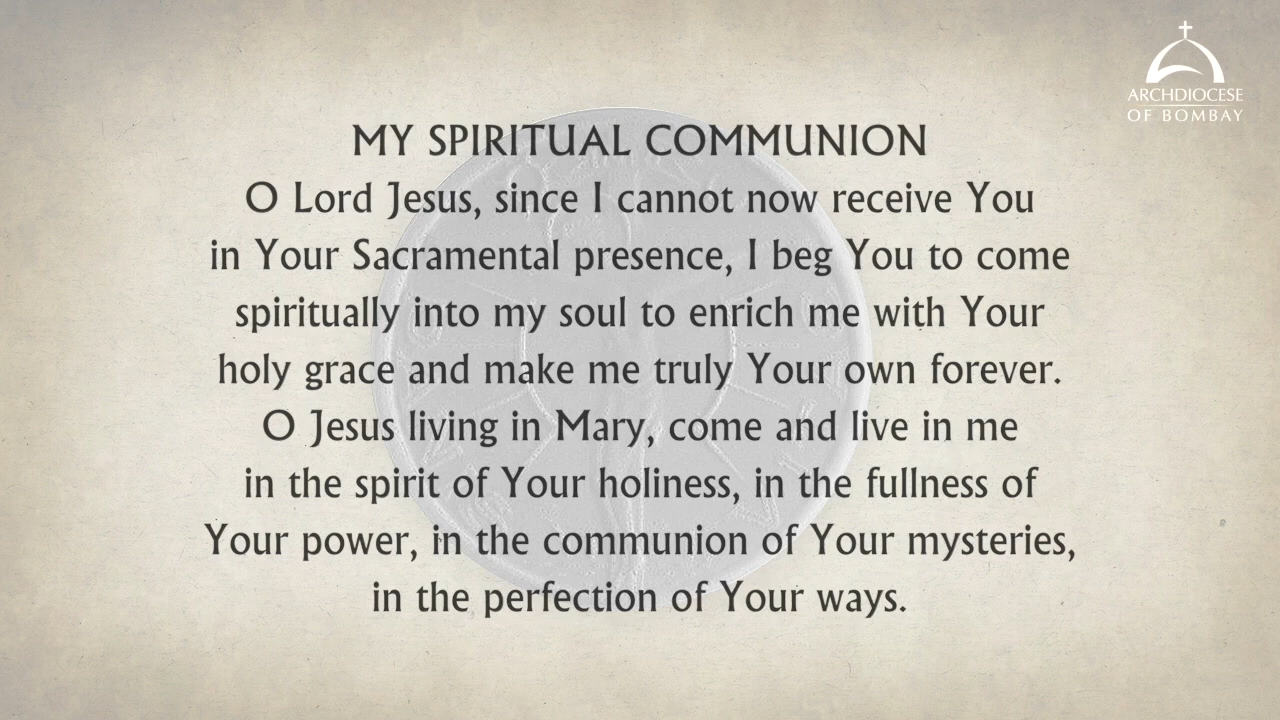 ARCHDIOCESE
OF BOMBAY
MY SPIRITUAL COMMUNION
O Lord Jesus, since I cannot now receive You
in Your Sacramental presence, I beg You to come
spiritually into my soul to enrich me with Your
holy grace and make me truly Your own forever.
O Jesus living in Mary, come and live in me
in the spirit of Your holiness, in the fullness of
Your power, in the communion of Your mysteries,
in the perfection of Your ways.